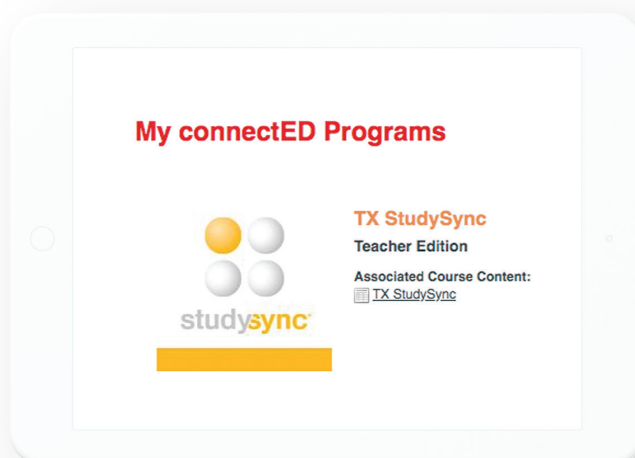 My connectED Programs
TX StudySync
Teacher Edition
Associated Course Content:
TX StudySync
studysync